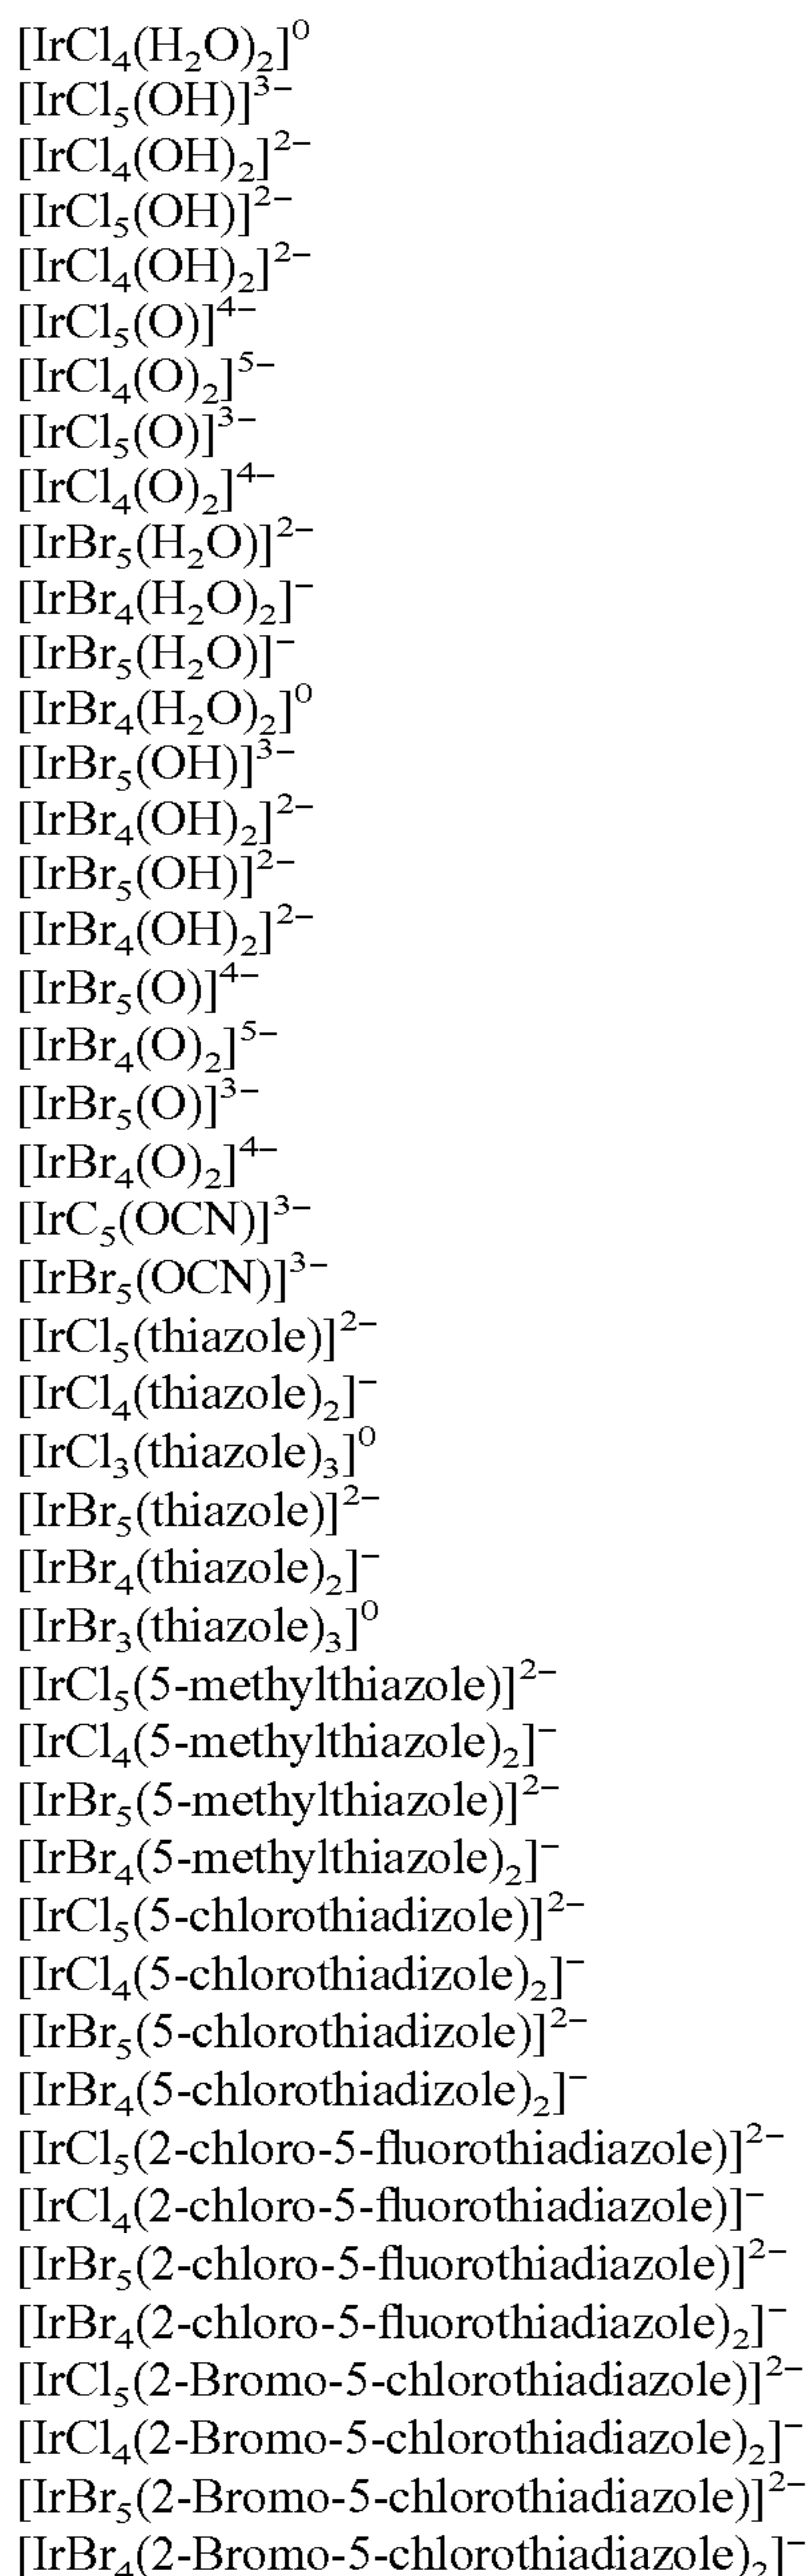 [IrCl₄(H₂O)₂]⁰
[IrCl₅(OH)]³⁻
[IrCl₄(OH)₂]²⁻
[IrCl₅(OH)]²⁻
[IrCl₄(OH)₂]²⁻
[IrCl₅(O)]⁴⁻
[IrCl₄(O)₂]⁵⁻
[IrCl₅(O)]³⁻
[IrCl₄(O)₂]⁴⁻
[IrBr₅(H₂O)]²⁻
[IrBr₄(H₂O)₂]⁻
[IrBr₅(H₂O)]⁻
[IrBr₄(H₂O)₂]⁰
[IrBr₅(OH)]³⁻
[IrBr₄(OH)₂]²⁻
[IrBr₅(OH)]²⁻
[IrBr₄(OH)₂]²⁻
[IrBr₅(O)]⁴⁻
[IrBr₄(O)₂]⁵⁻
[IrBr₅(O)]³⁻
[IrBr₄(O)₂]⁴⁻
[IrC₅(OCN)]³⁻
[IrBr₅(OCN)]³⁻
[IrCl₅(thiazole)]²⁻
[IrCl₄(thiazole)₂]⁻
[IrCl₃(thiazole)₃]⁰
[IrBr₅(thiazole)]²⁻
[IrBr₄(thiazole)₂]⁻
[IrBr₃(thiazole)₃]⁰
[IrCl₅(5-methylthiazole)]²⁻
[IrCl₄(5-methylthiazole)₂]⁻
[IrBr₅(5-methylthiazole)]²⁻
[IrBr₄(5-methylthiazole)₂]⁻
[IrCl₅(5-chlorothiadizole)]²⁻
[IrCl₄(5-chlorothiadizole)₂]⁻
[IrBr₅(5-chlorothiadizole)]²⁻
[IrBr₄(5-chlorothiadizole)₂]⁻
[IrCl₅(2-chloro-5-fluorothiadiazole)]²⁻
[IrCl₄(2-chloro-5-fluorothiadiazole)]⁻
[IrBr₅(2-chloro-5-fluorothiadiazole)]²⁻
[IrBr₄(2-chloro-5-fluorothiadiazole)₂]⁻
[IrCl₅(2-Bromo-5-chlorothiadiazole)]²⁻
[IrCl₄(2-Bromo-5-chlorothiadiazole)₂]⁻
[IrBr₅(2-Bromo-5-chlorothiadiazole)]²⁻
[IrBr₄(2-Bromo-5-chlorothiadiazole)₂]⁻